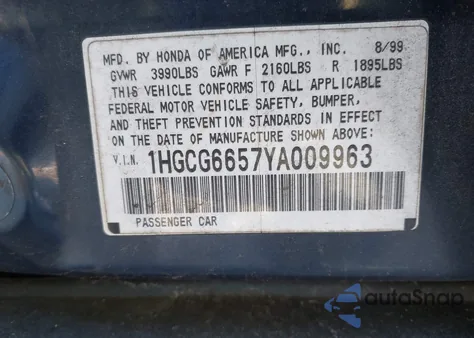 MFD. BY HONDA OF AMERICA MFG., INC. 8/99
GVWR 3990LBS GAWR F 2160LBS R 1895LBS
THIS VEHICLE CONFORMS TO ALL APPLICABLE
FEDERAL MOTOR VEHICLE SAFETY, BUMPER,
AND THEFT PREVENTION STANDARDS IN EFFECT
ON THE DATE OF MANUFACTURE SHOWN ABOVE:
V.I.N. 1HGCG6657YA009963
PASSENGER CAR
autoSnap